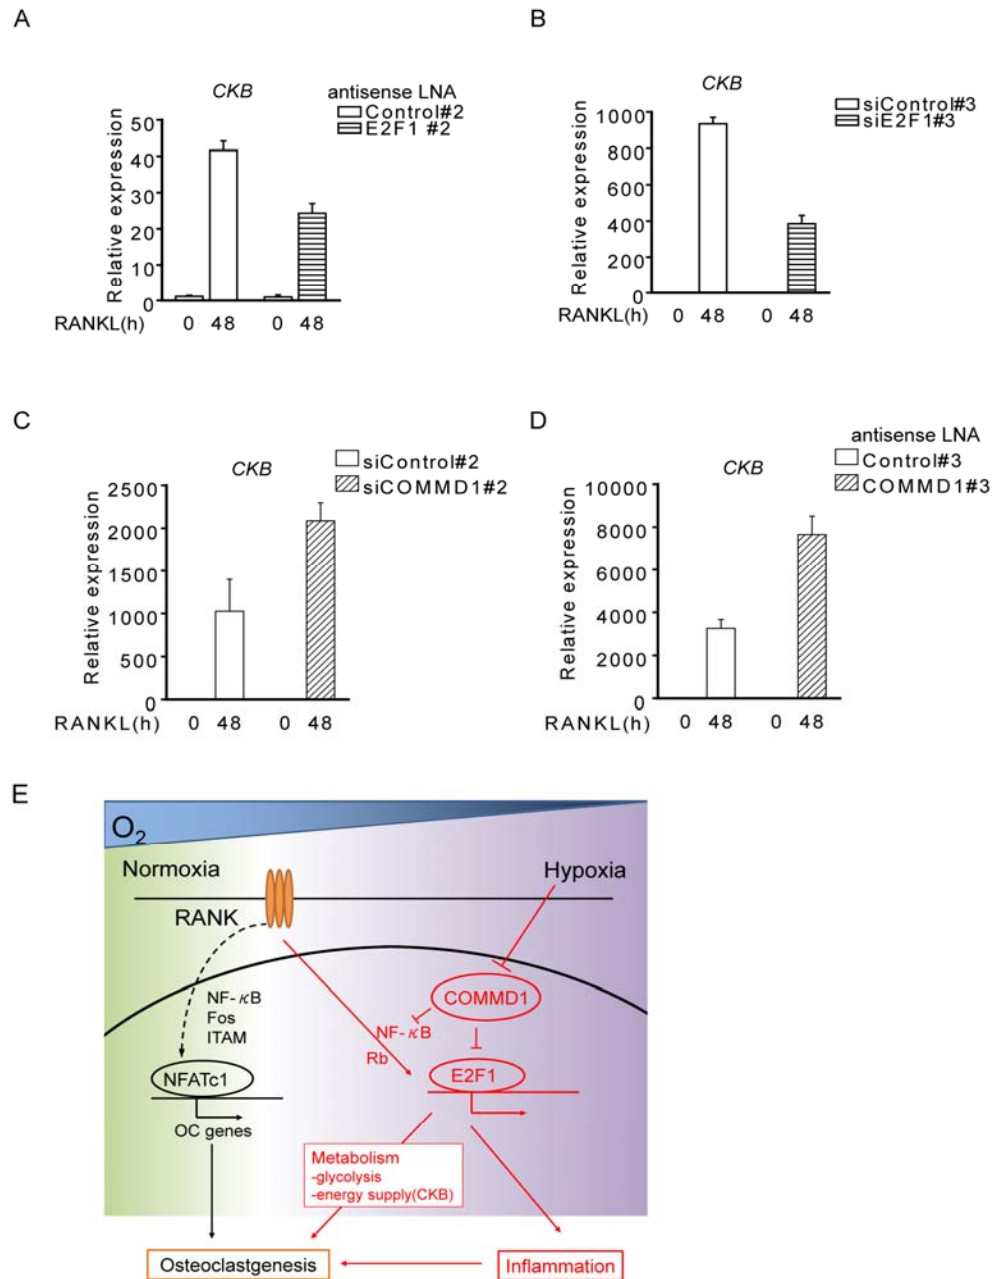 A
CKB
antisense LNA
Control#2
E2F1 #2
Relative expression
50
40
30
20
10
0
RANKL(h) 0 48 0 48
B
CKB
siControl#3
siE2F1#3
Relative expression
1000
800
600
400
200
0
RANKL(h) 0 48 0 48
C
CKB
siControl#2
siCOMMD1#2
Relative expression
2500
2000
1500
1000
500
0
RANKL(h) 0 48 0 48
D
antisense LNA
CKB
Control#3
COMMD1#3
Relative expression
10000
8000
6000
4000
2000
0
RANKL(h) 0 48 0 48
E
O2
Normoxia
Hypoxia
RANK
COMMD1
NF-κB
Fos
ITAM
NF-κB
Rb
NFATc1
E2F1
OC genes
Metabolism
-glycolysis
-energy supply(CKB)
Osteoclastgenesis
Inflammation